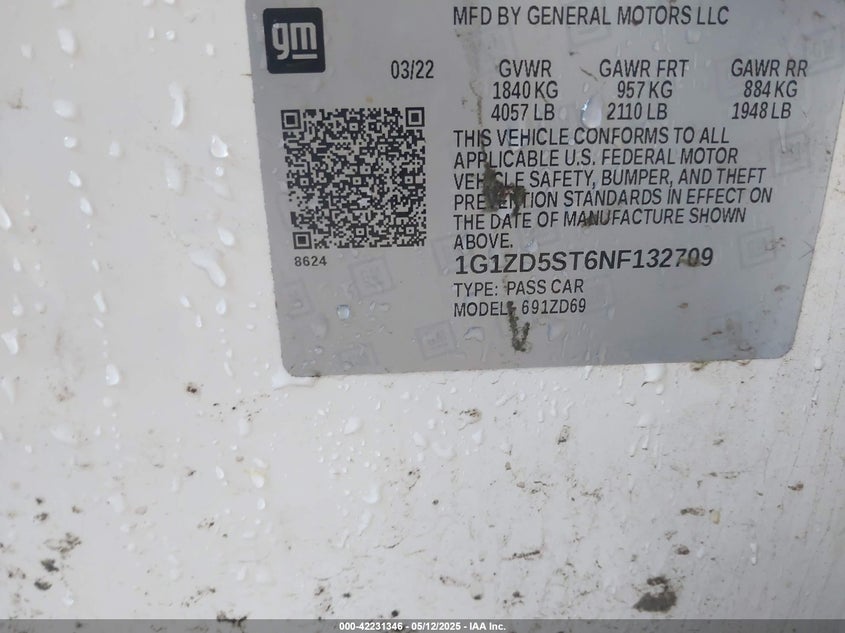 MFD BY GENERAL MOTORS LLC
gm
03/22 GVWR GAWR FRT GAWR RR
1840 KG 957 KG 884 KG
4057 LB 2110 LB 1948 LB
THIS VEHICLE CONFORMS TO ALL
APPLICABLE U.S. FEDERAL MOTOR
VEHICLE SAFETY, BUMPER, AND THEFT
PREVENTION STANDARDS IN EFFECT ON
THE DATE OF MANUFACTURE SHOWN
ABOVE.
8624
1G1ZD5ST6NF132709
TYPE: PASS CAR
MODEL: 691ZD69
000-42231346 - 05/12/2025 - IAA Inc.